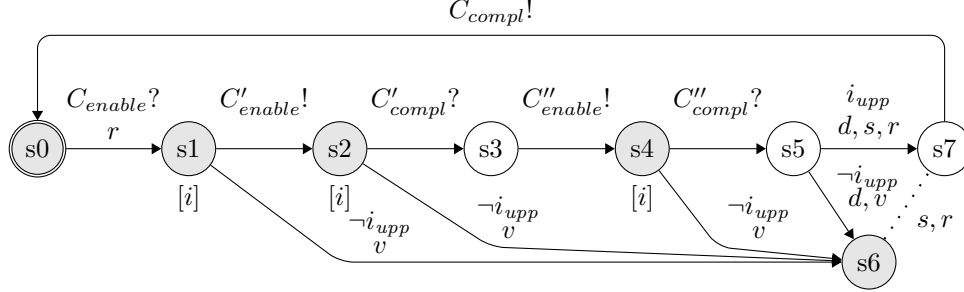 C_{compl}!
C_{enable}?
r
C'_{enable}!
C'_{compl}?
C''_{enable}!
C''_{compl}?
i_{upp}
d, s, r
s0
s1
s2
s3
s4
s5
s7
[i]
[i]
[i]
¬i_{upp}
d, v
¬i_{upp}
v
¬i_{upp}
v
¬i_{upp}
v
s, r
s6